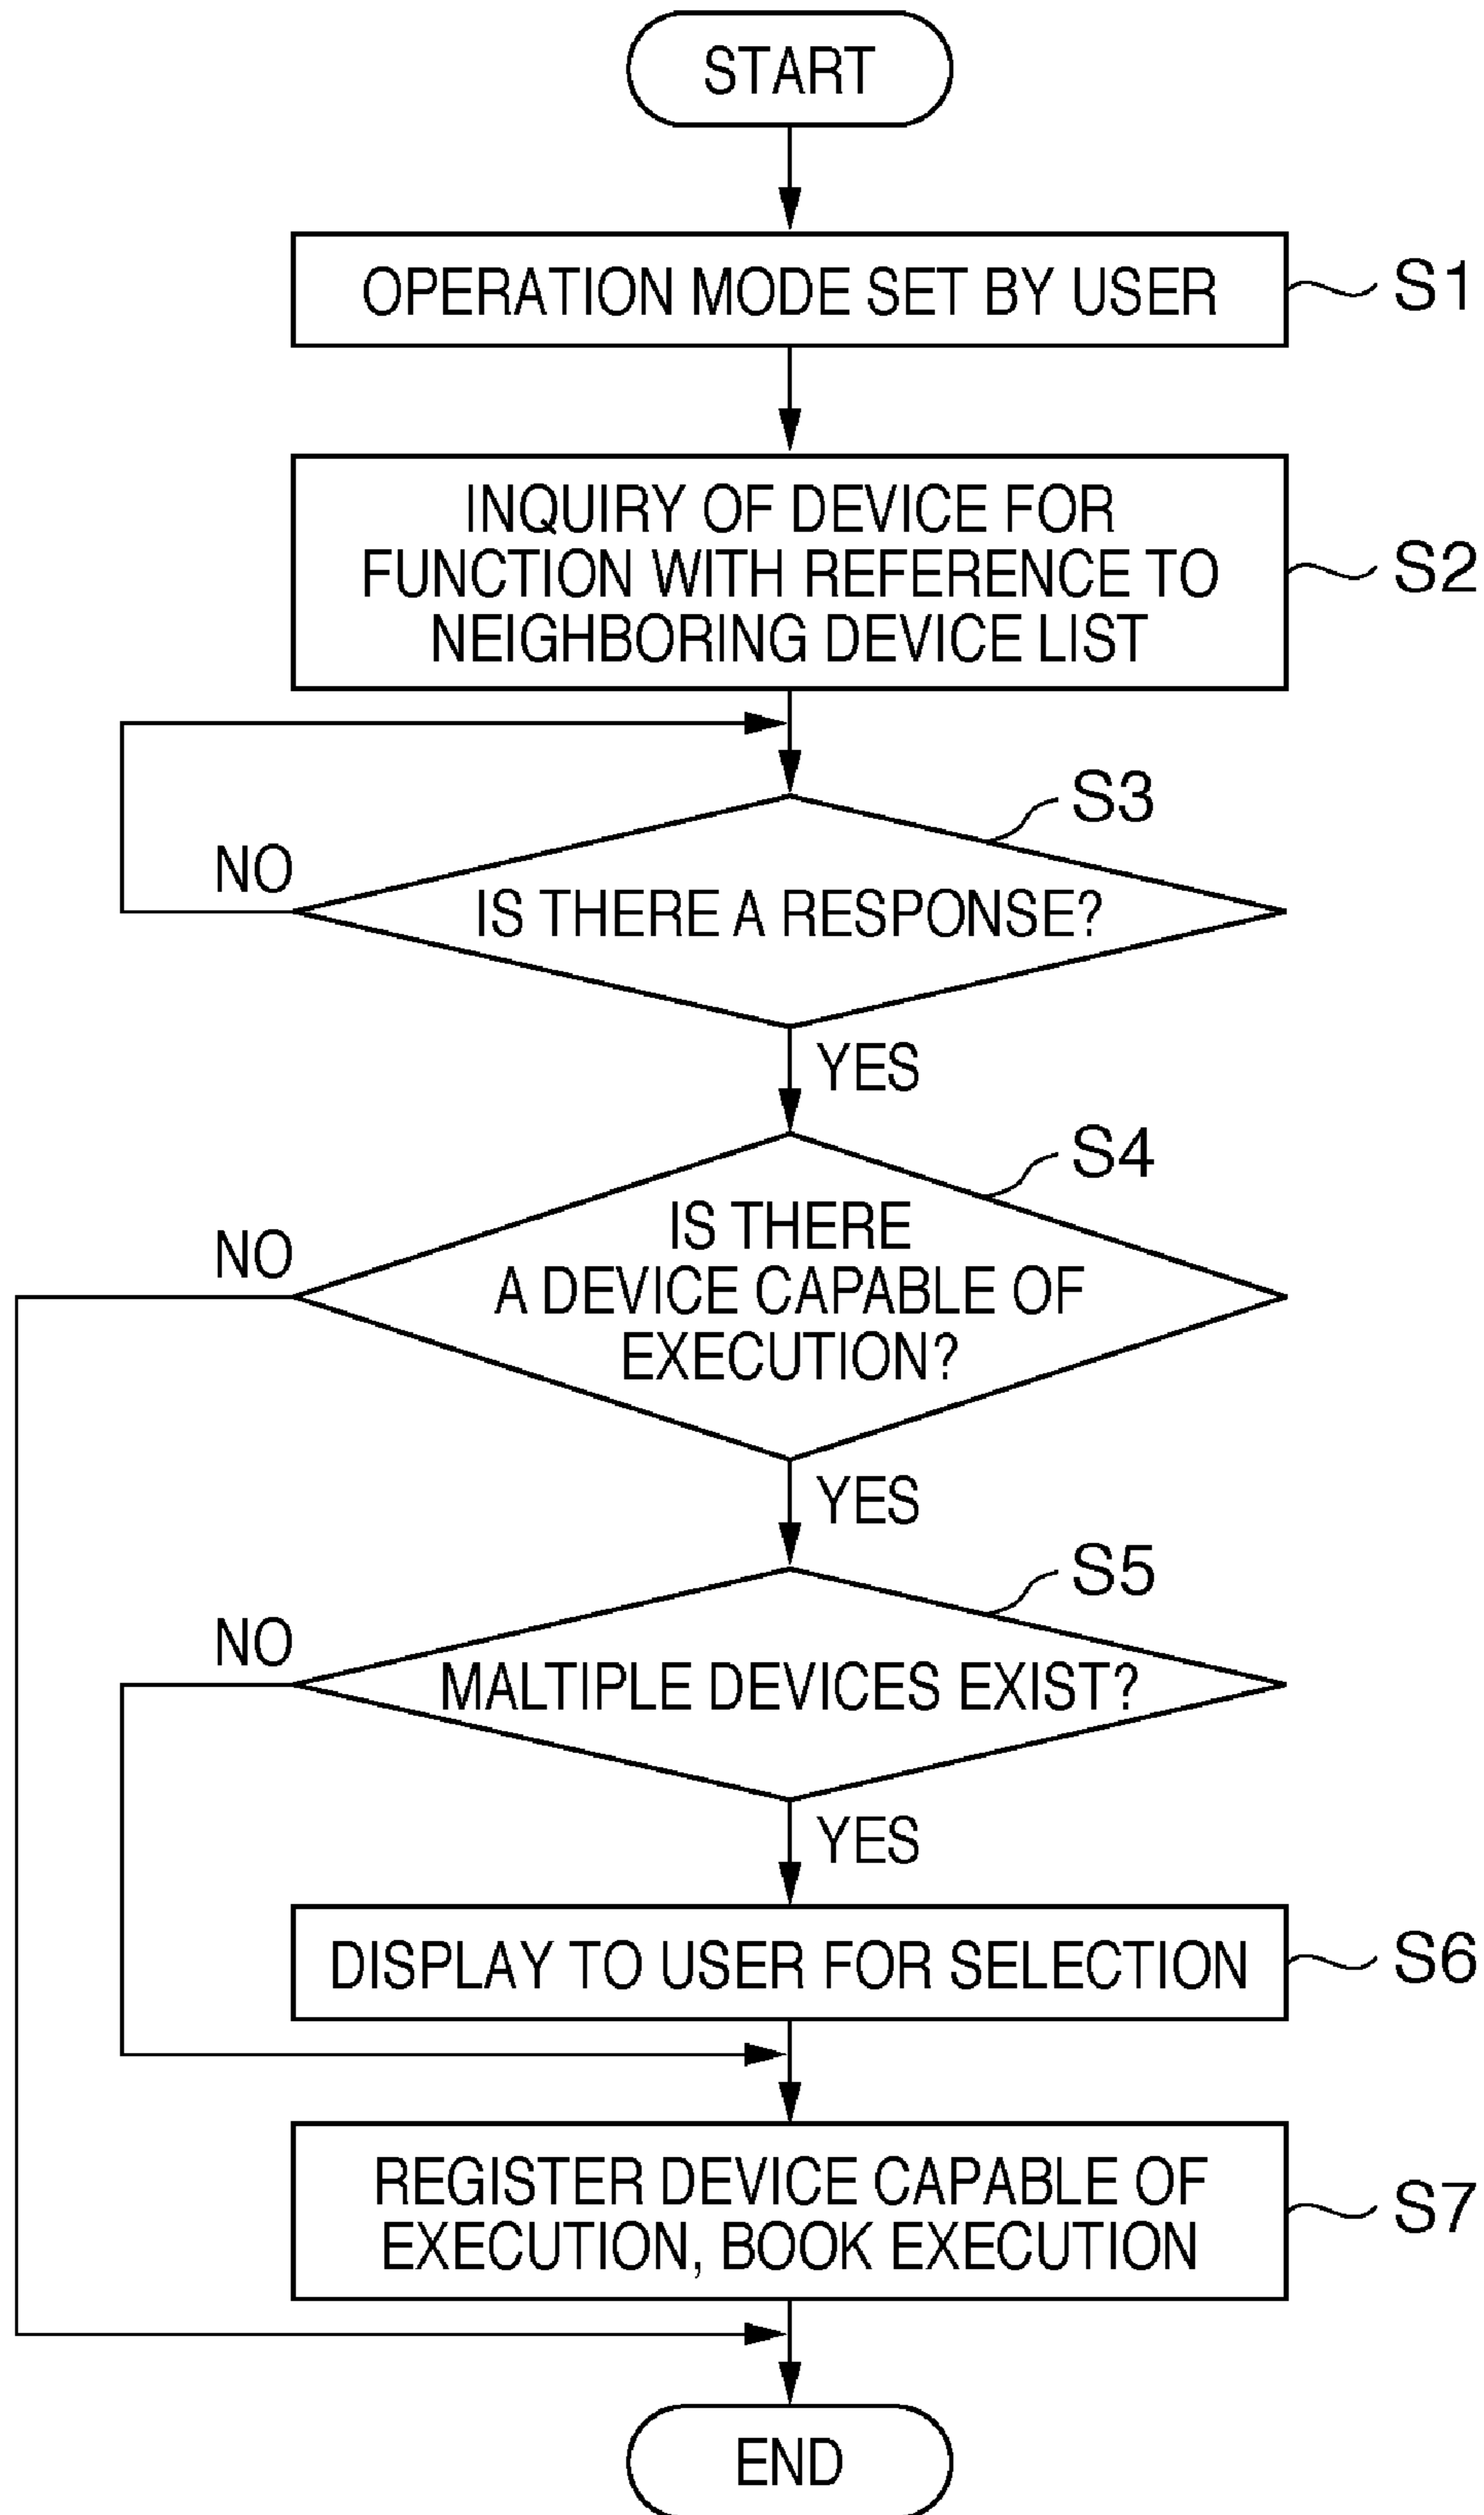 START
OPERATION MODE SET BY USER
S1
INQUIRY OF DEVICE FOR
FUNCTION WITH REFERENCE TO
NEIGHBORING DEVICE LIST
S2
S3
NO
IS THERE A RESPONSE?
YES
S4
NO
IS THERE
A DEVICE CAPABLE OF
EXECUTION?
YES
S5
NO
MALTIPLE DEVICES EXIST?
YES
DISPLAY TO USER FOR SELECTION
S6
REGISTER DEVICE CAPABLE OF
EXECUTION, BOOK EXECUTION
S7
END